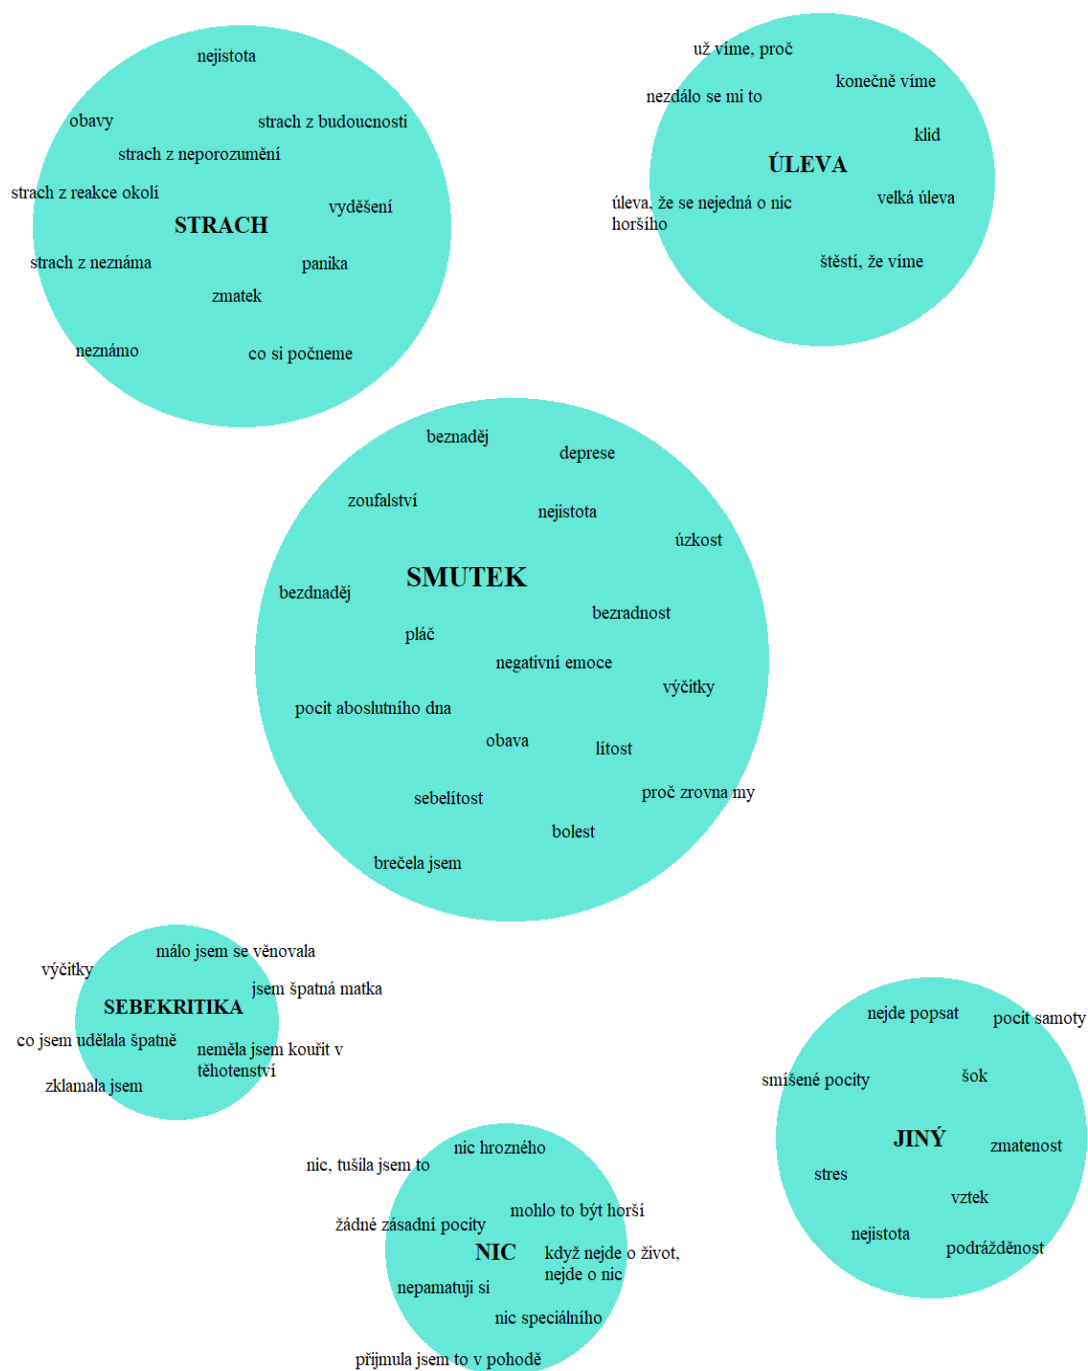 nejistota
obavy
strach z budoucnosti
strach z neporozumění
strach z reakce okolí
vyděšení
STRACH
strach z neznáma
panika
zmatek
neznámo
co si počneme
už víme, proč
konečně víme
nezdálo se mi to
klid
ÚLEVA
úleva, že se nejedná o nic
horšího
velká úleva
štěstí, že víme
beznaděj
deprese
zoufalství
nejistota
úzkost
SMUTEK
bezdnaděj
bezradnost
pláč
negativní emoce
výčitky
pocit aboslutního dna
obava
lítost
proč zrovna my
sebelítost
bolest
brečela jsem
málo jsem se věnovala
výčitky
jsem špatná matka
SEBEKRITIKA
co jsem udělala špatně
neměla jsem kouřit v
těhotenství
zklamala jsem
nejde popsat
pocit samoty
smíšené pocity
šok
JINÝ
zmatenost
stres
vztek
nejistota
podrážděnost
nic hrozného
nic, tušila jsem to
mohlo to být horší
žádné zásadní pocity
NIC
když nejde o život,
nejde o nic
nepamatuji si
nic speciálního
přijmula jsem to v pohodě